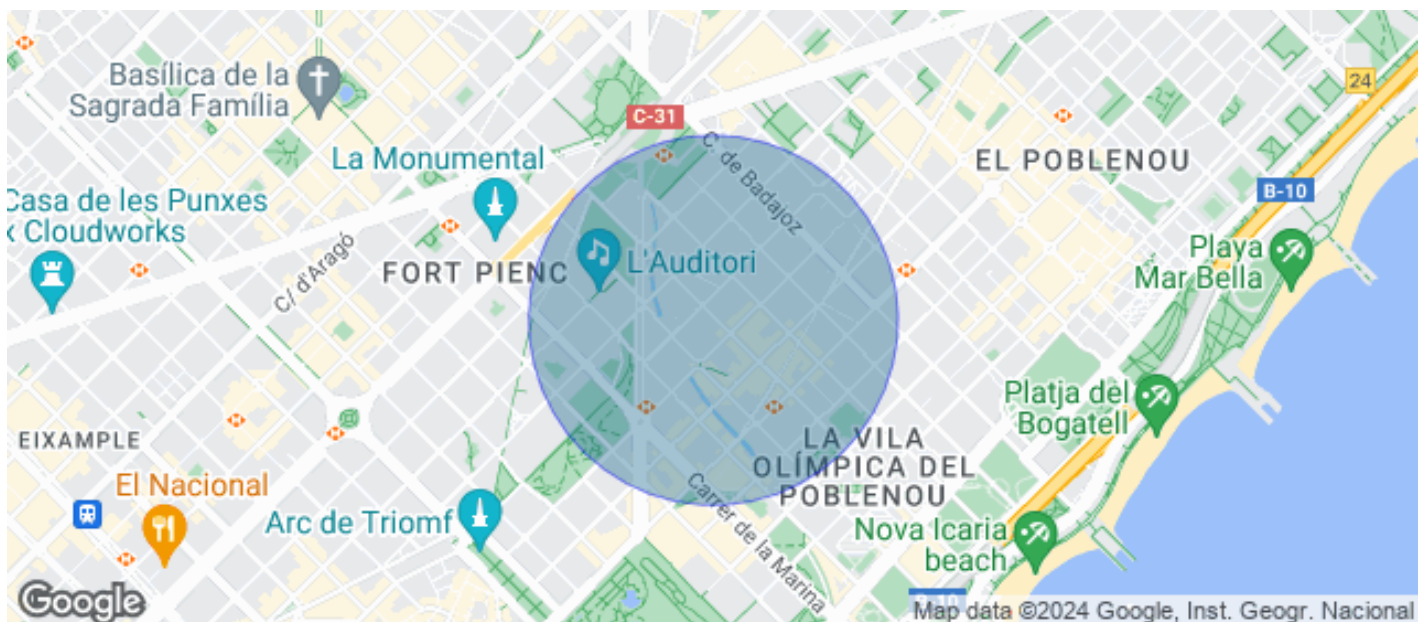 Basílica de la
Sagrada Família
24
C-31
La Monumental
C. de Badajoz
EL POBLENOU
B-10
Casa de les Punxes
x Cloudworks
C/ d'Aragó
FORT PIENC
L'Auditori
Playa
Mar Bella
Platja del
Bogatell
EIXAMPLE
LA VILA
OLÍMPICA DEL
POBLENOU
El Nacional
Arc de Triomf
Carrer de la Marina
Nova Icaria
beach
B-10
Google
Map data ©2024 Google, Inst. Geogr. Nacional